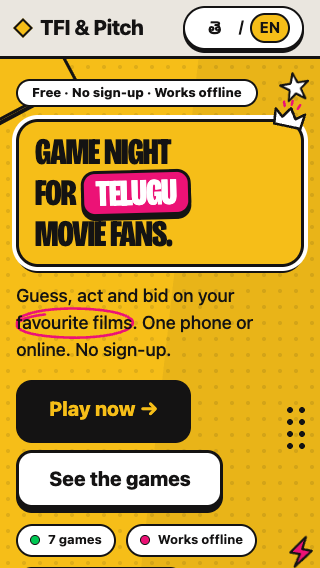 TFI & Pitch
తె / EN
Free · No sign-up · Works offline
GAME NIGHT
FOR TELUGU
MOVIE FANS.
Guess, act and bid on your
favourite films. One phone or
online. No sign-up.
Play now →
See the games
7 games
Works offline